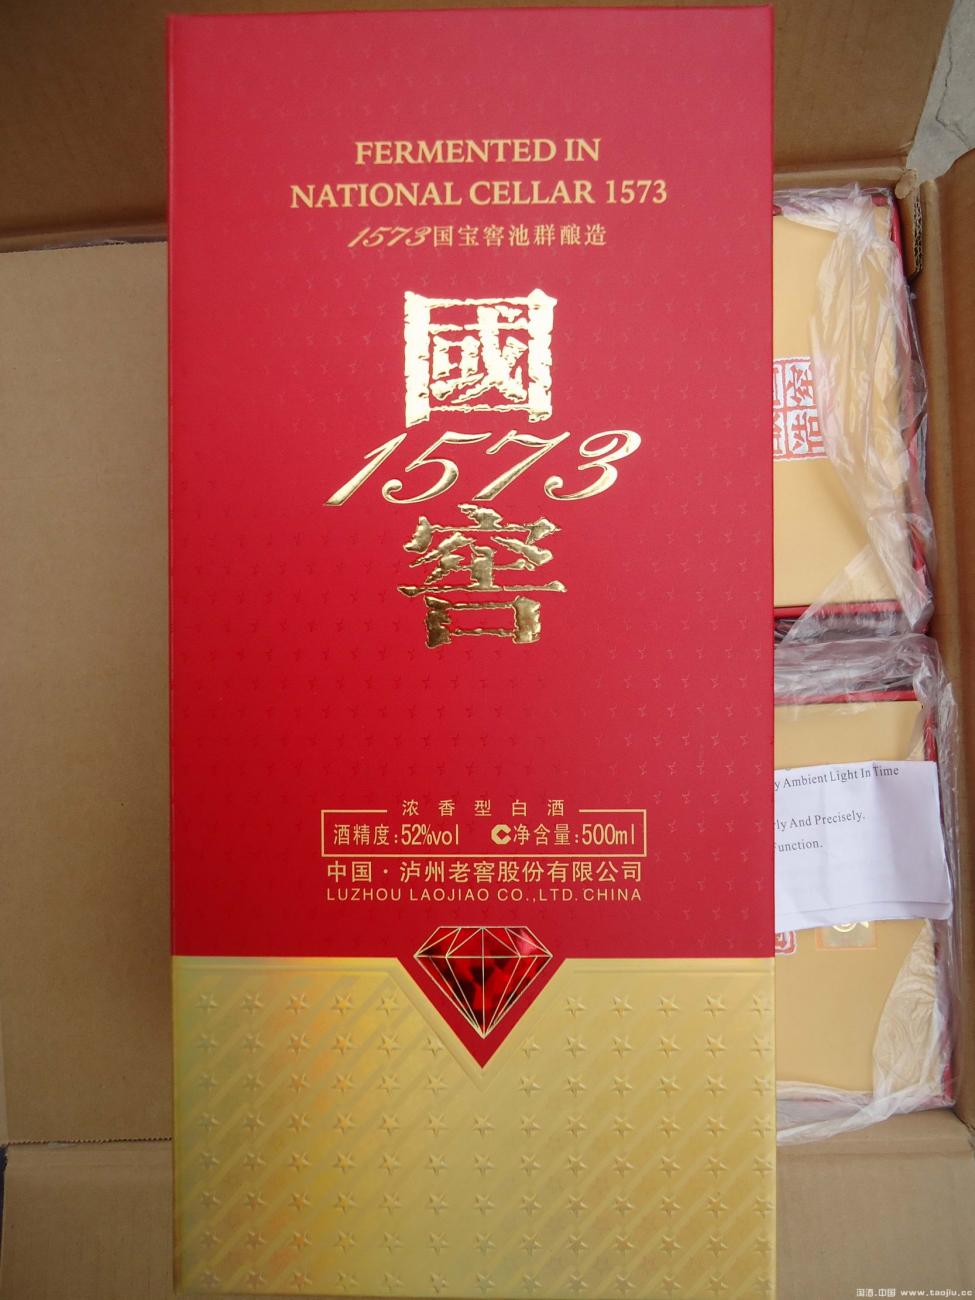 FERMENTED IN
NATIONAL CELLAR 1573
1573国宝窖池群酿造
國
1573
窖
浓香型白酒
酒精度:52%vol C净含量:500ml
中国·泸州老窖股份有限公司
LUZHOU LAOJIAO CO.,LTD.CHINA
y Ambient Light In Time
rly And Precisely.
Function.
淘酒.中国 www.taojiu.cc